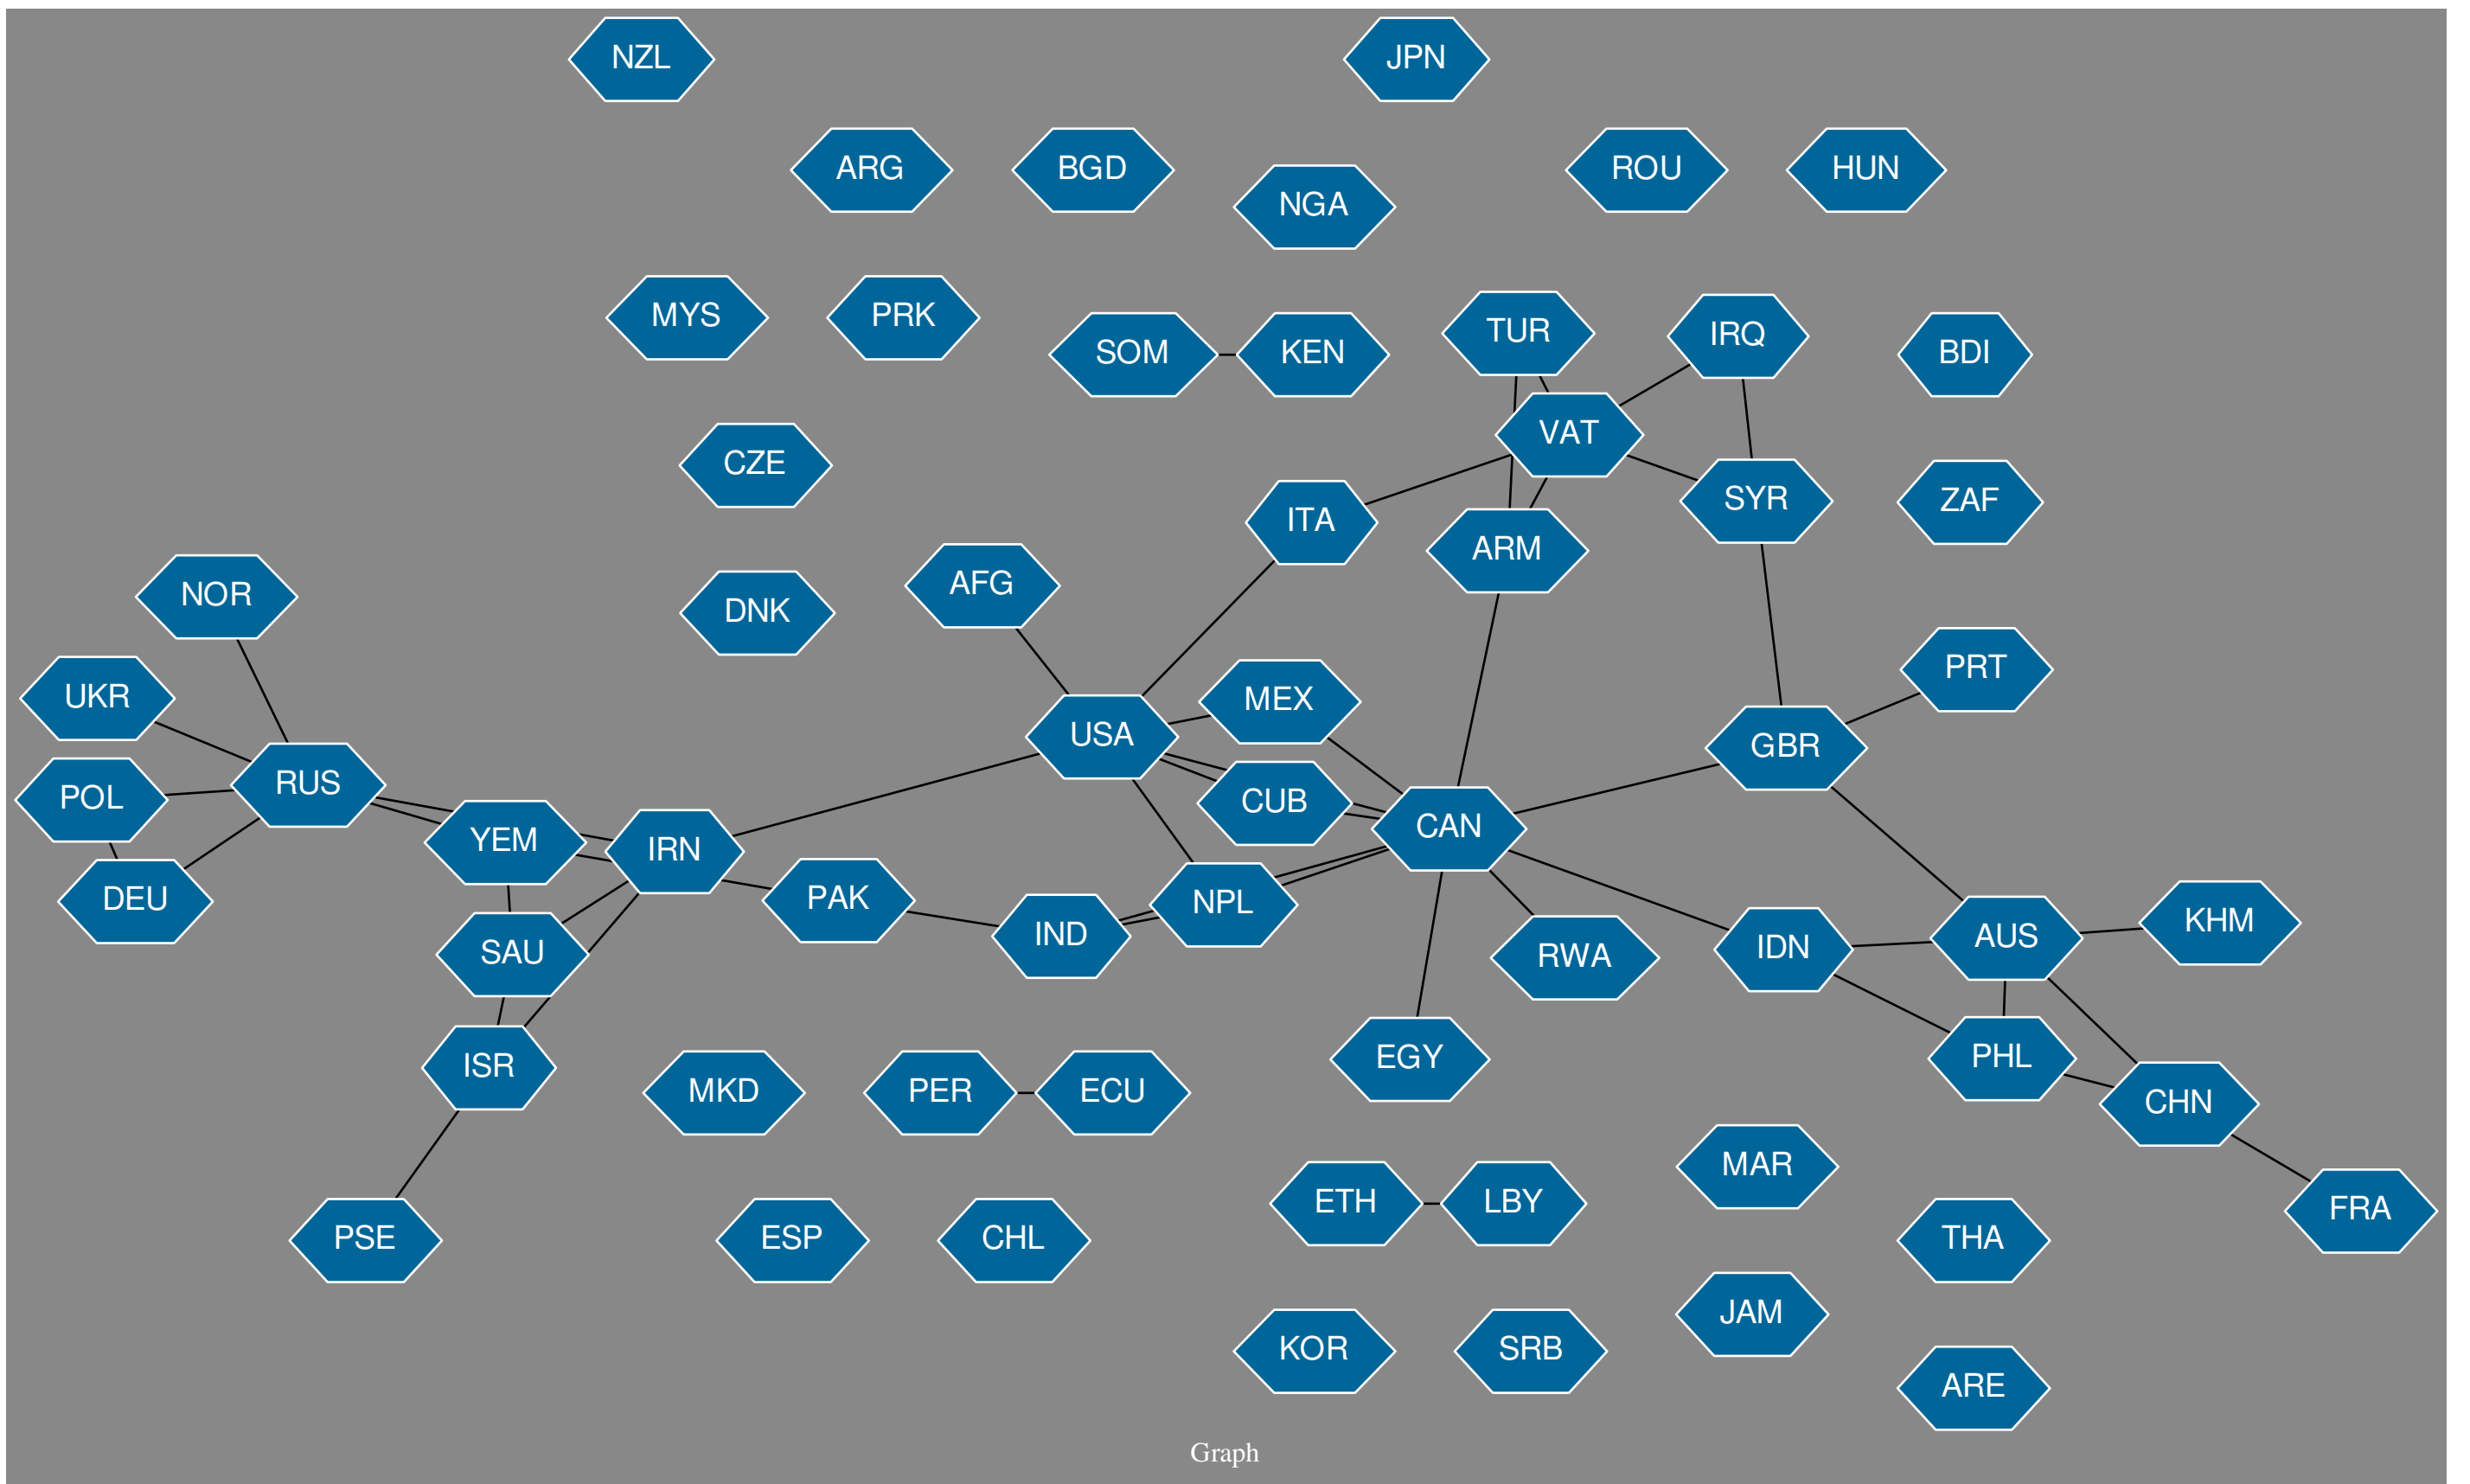 NZL
JPN
ARG
BGD
ROU
HUN
NGA
MYS
PRK
TUR
IRQ
SOM
KEN
BDI
VAT
CZE
SYR
ZAF
ITA
ARM
AFG
NOR
DNK
PRT
UKR
MEX
USA
GBR
RUS
POL
CUB
CAN
YEM
IRN
PAK
DEU
NPL
KHM
IND
AUS
IDN
SAU
RWA
PHL
EGY
ISR
MKD
PER
ECU
CHN
MAR
ETH
LBY
FRA
PSE
ESP
CHL
THA
JAM
KOR
SRB
ARE
Graph